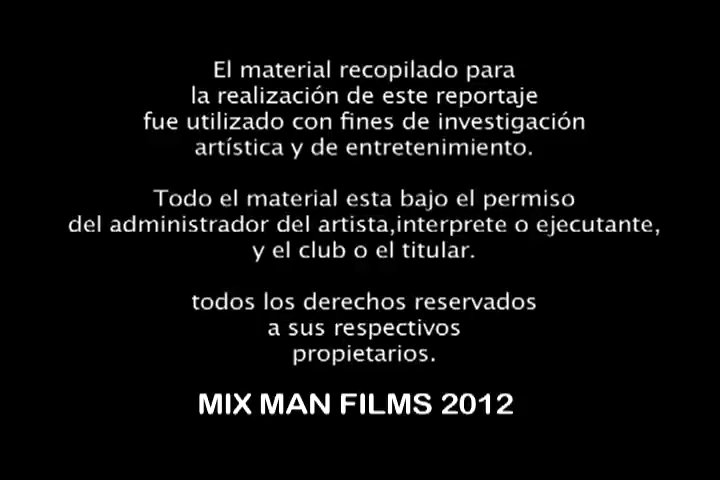 El material recopilado para
la realización de este reportaje
fue utilizado con fines de investigación
artística y de entretenimiento.
Todo el material esta bajo el permiso
del administrador del artista,interprete o ejecutante,
y el club o el titular.
todos los derechos reservados
a sus respectivos
propietarios.
MIX MAN FILMS 2012